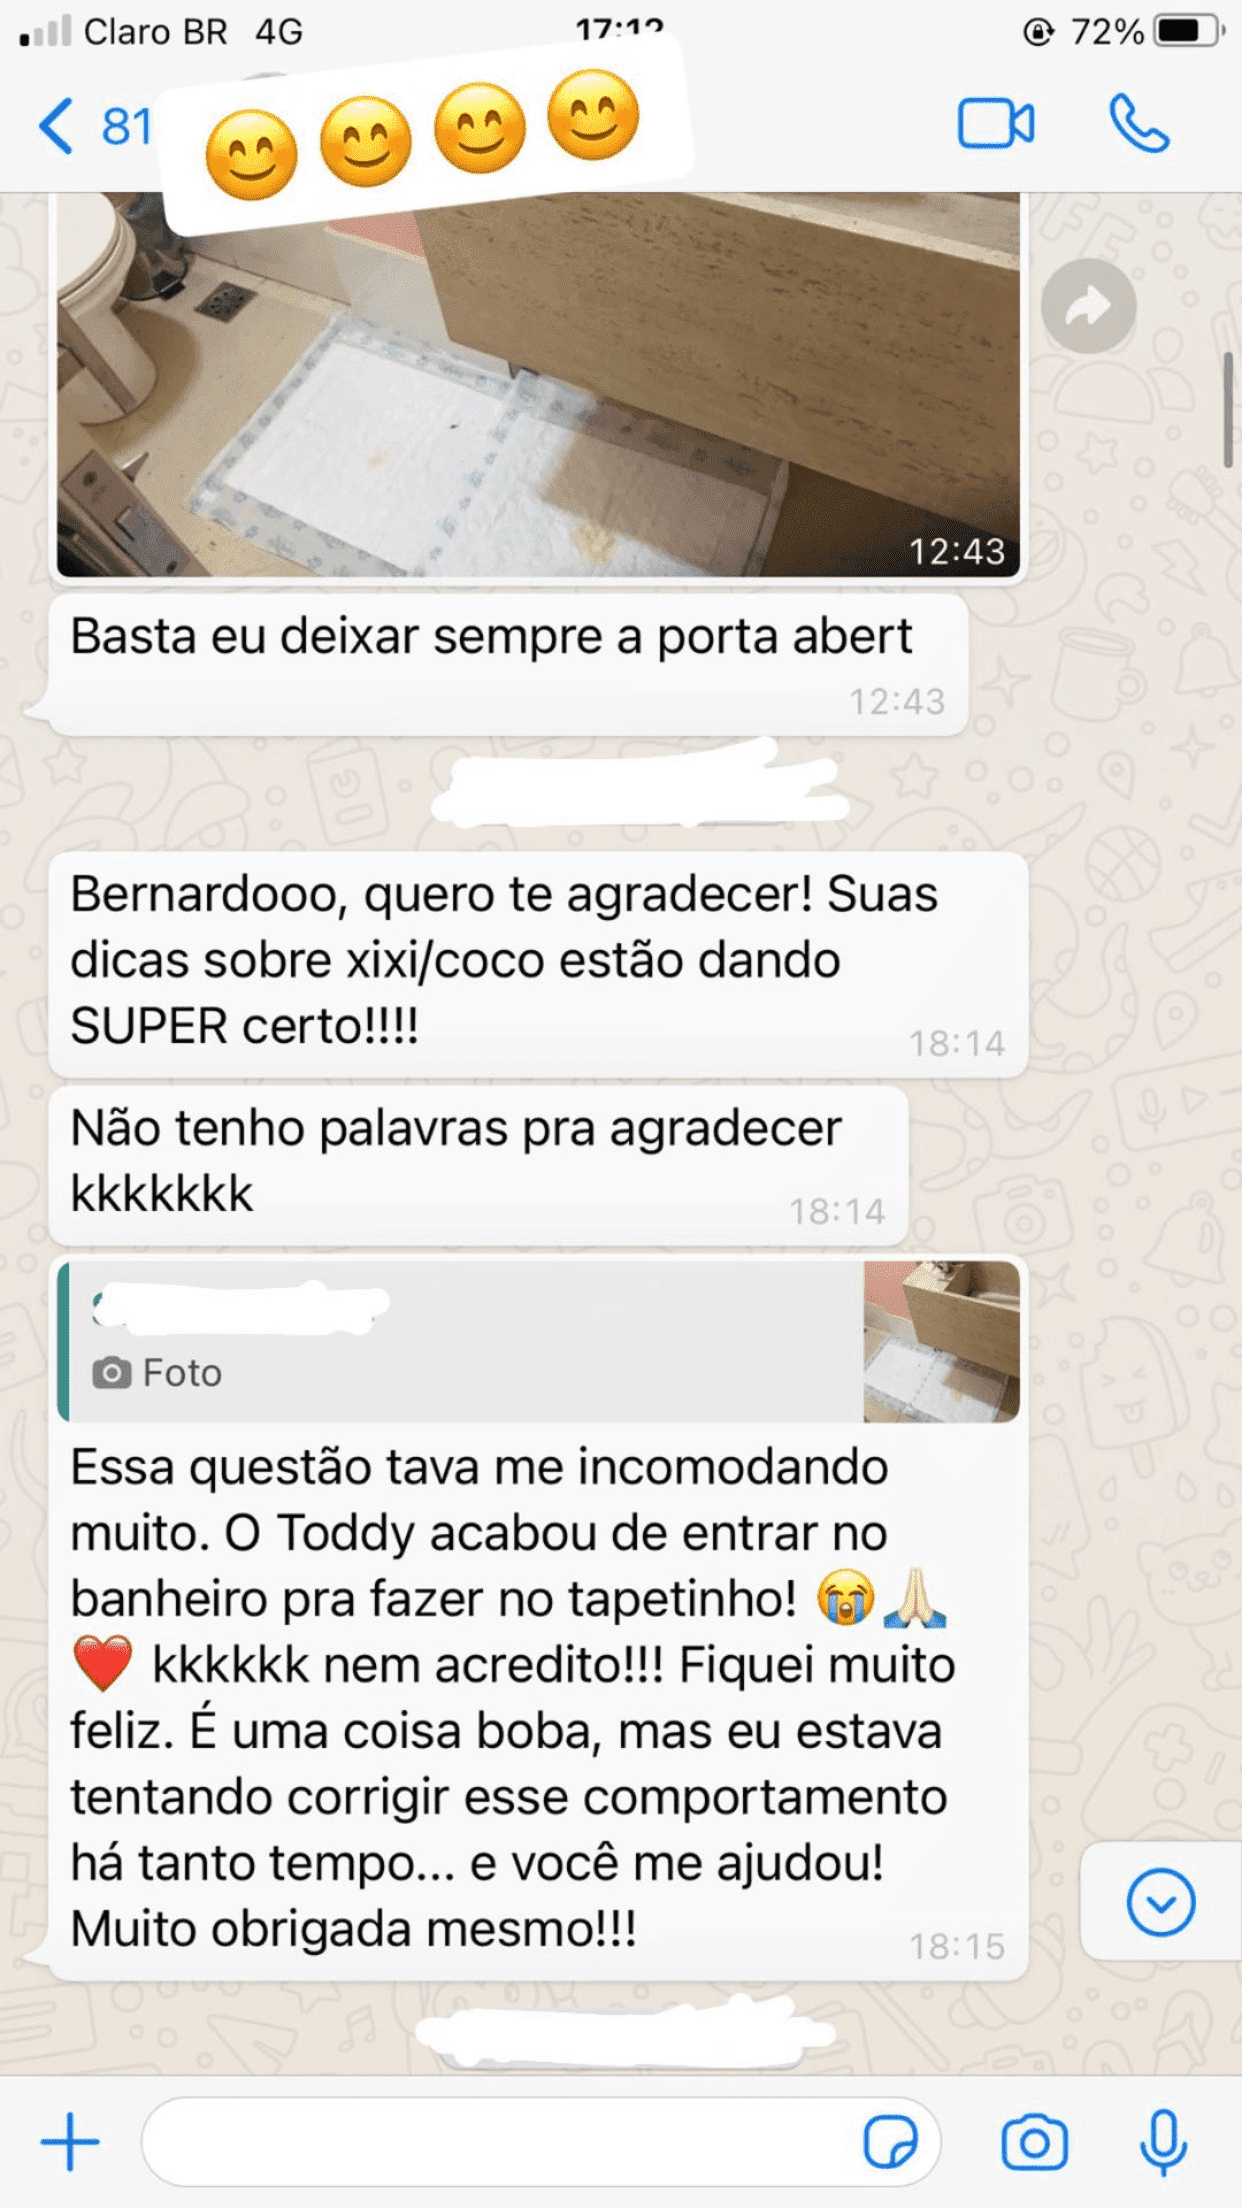 Claro BR 4G 17:12 72%
81
12:43
Basta eu deixar sempre a porta abert
12:43
Bernardooo, quero te agradecer! Suas
dicas sobre xixi/coco estão dando
SUPER certo!!!!
18:14
Não tenho palavras pra agradecer
kkkkkkk
18:14
Foto
Essa questão tava me incomodando
muito. O Toddy acabou de entrar no
banheiro pra fazer no tapetinho! 😭🙏🏻
❤️ kkkkkk nem acredito!!! Fiquei muito
feliz. É uma coisa boba, mas eu estava
tentando corrigir esse comportamento
há tanto tempo... e você me ajudou!
Muito obrigada mesmo!!!
18:15